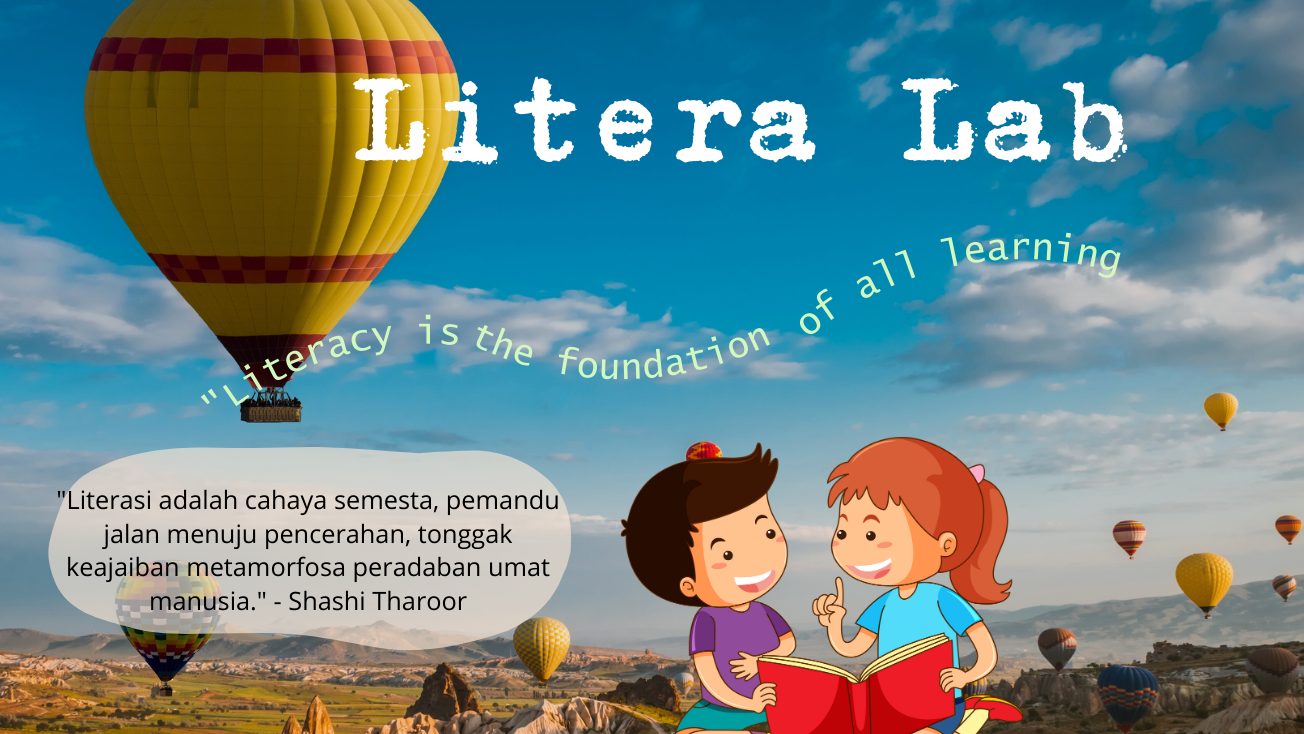 Litera Lab
"Literacy is the foundation of all learning
"Literasi adalah cahaya semesta, pemandu
jalan menuju pencerahan, tonggak
keajaiban metamorfosa peradaban umat
manusia." - Shashi Tharoor